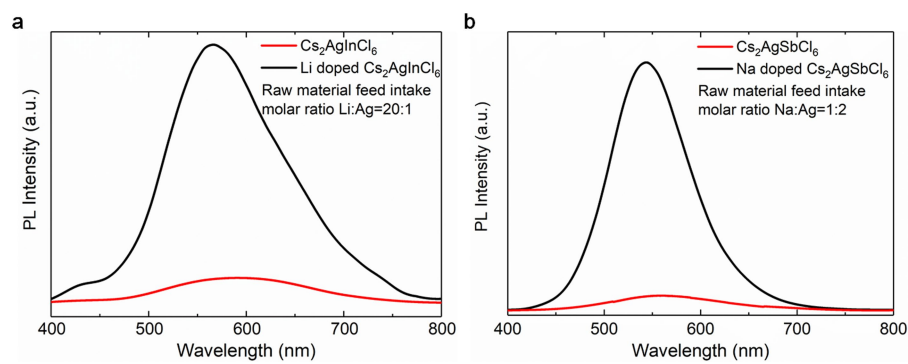 a
Cs₂AgInCl₆
Li doped Cs₂AgInCl₆
Raw material feed intake
molar ratio Li:Ag=20:1
PL Intensity (a.u.)
400 500 600 700 800
Wavelength (nm)
b
Cs₂AgSbCl₆
Na doped Cs₂AgSbCl₆
Raw material feed intake
molar ratio Na:Ag=1:2
PL Intensity (a.u.)
400 500 600 700 800
Wavelength (nm)